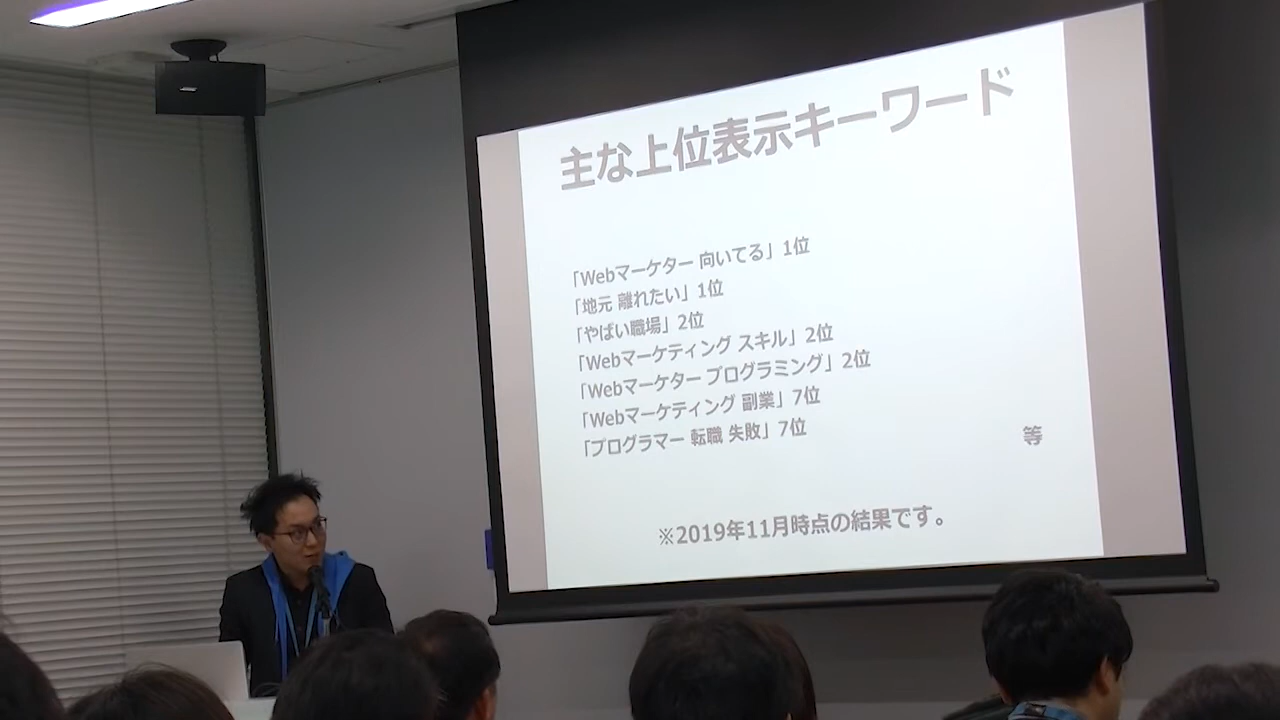 主な上位表示キーワード
「Webマーケター 向いてる」1位
「地元 離れたい」1位
「やばい職場」2位
「Webマーケティング スキル」2位
「Webマーケター プログラミング」2位
「Webマーケティング 副業」7位
「プログラマー 転職 失敗」7位
等
※2019年11月時点の結果です。